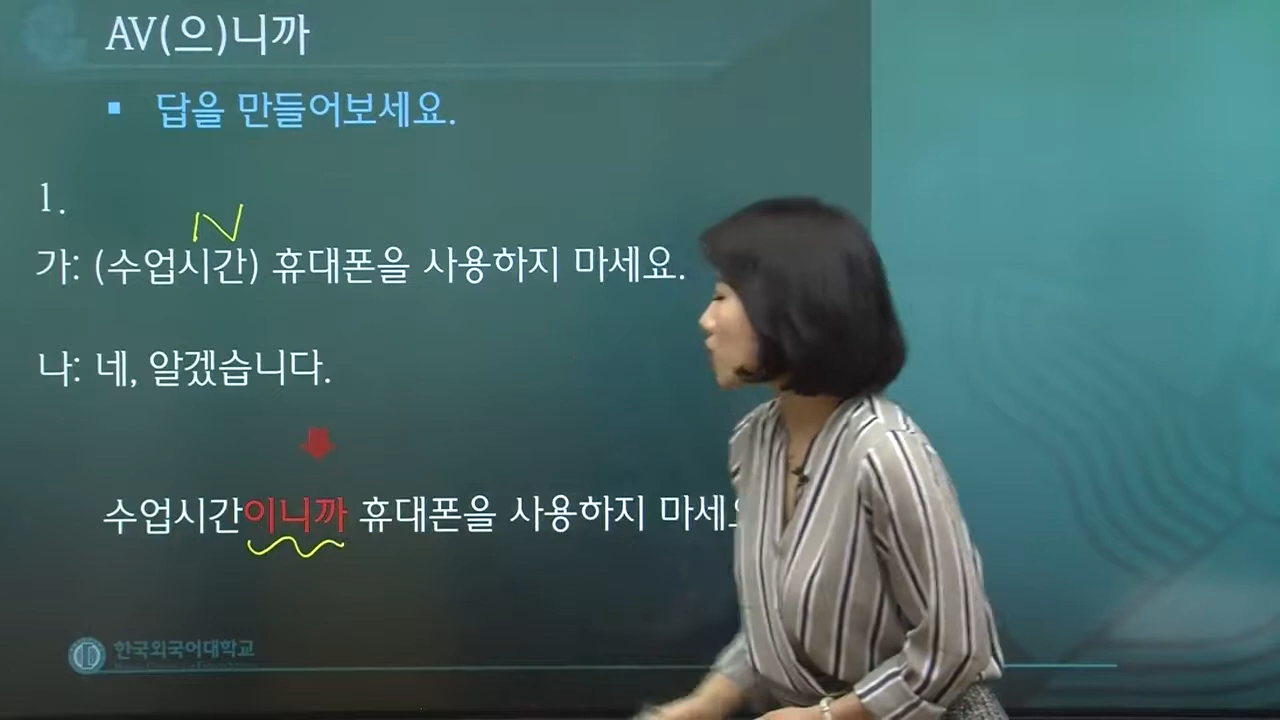 AV(으)니까
▪ 답을 만들어보세요.
1.
N
가: (수업시간) 휴대폰을 사용하지 마세요.
나: 네, 알겠습니다.
수업시간이니까 휴대폰을 사용하지 마세
한국외국어대학교